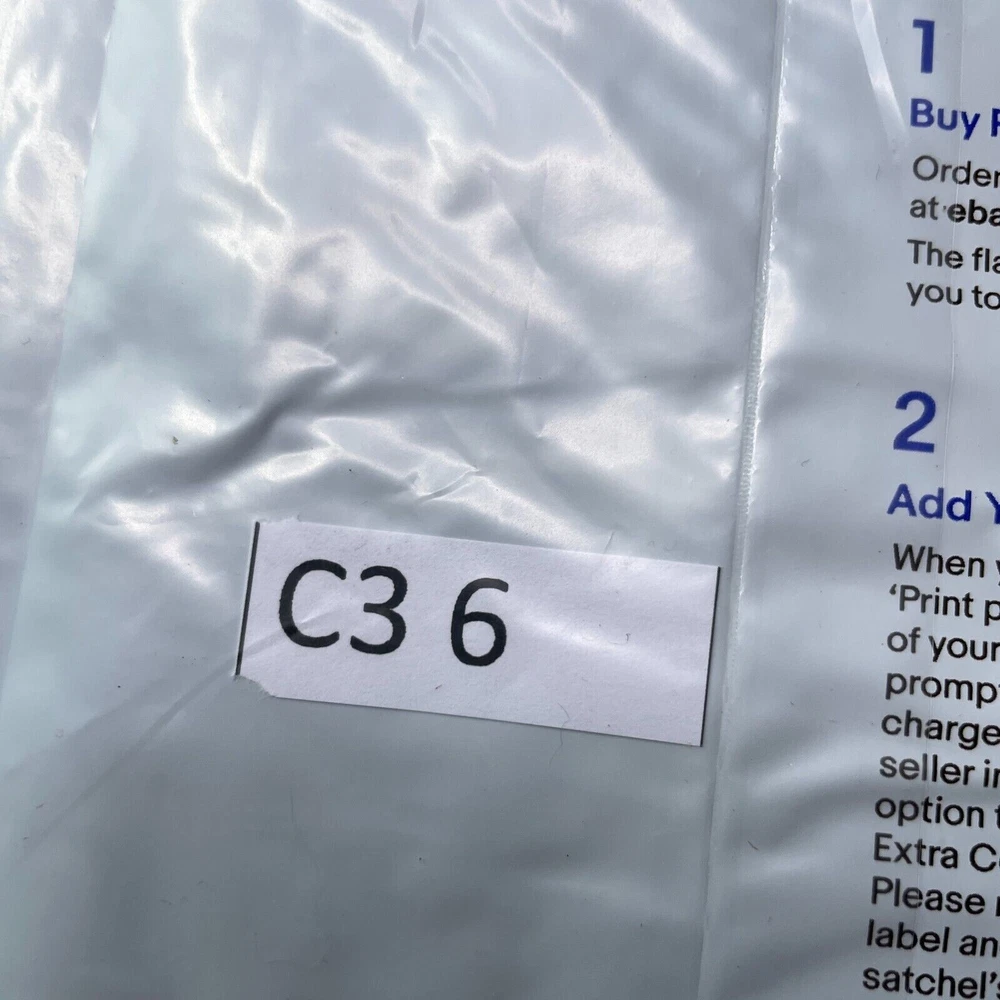 C3 6
1
Buy
Order
at eba
The fla
you to
2
Add
When
‘Print p
of your
prompt
charge
seller in
option t
Extra C
Please
label an
satchel’s